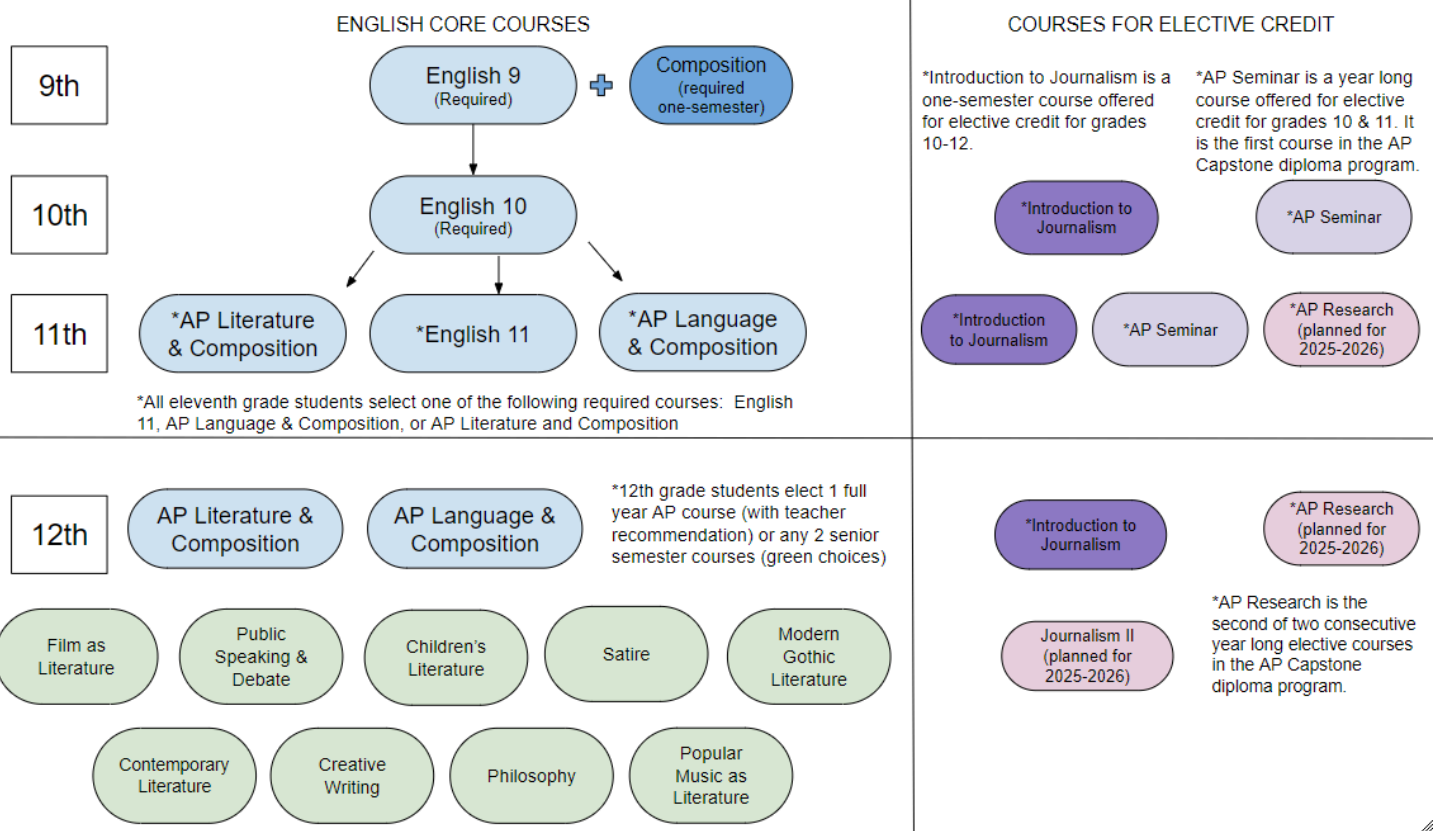 ENGLISH CORE COURSES
COURSES FOR ELECTIVE CREDIT
9th
English 9
(Required)
Composition
(required
one-semester)
*Introduction to Journalism is a
one-semester course offered
for elective credit for grades
10-12.
*AP Seminar is a year long
course offered for elective
credit for grades 10 & 11. It
is the first course in the AP
Capstone diploma program.
10th
English 10
(Required)
*Introduction to
Journalism
*AP Seminar
11th
*AP Literature
& Composition
*English 11
*AP Language
& Composition
*Introduction
to Journalism
*AP Seminar
*AP Research
(planned for
2025-2026)
*All eleventh grade students select one of the following required courses:  English
11, AP Language & Composition, or AP Literature and Composition
12th
AP Literature &
Composition
AP Language &
Composition
*12th grade students elect 1 full
year AP course (with teacher
recommendation) or any 2 senior
semester courses (green choices)
*Introduction to
Journalism
*AP Research
(planned for
2025-2026)
Film as
Literature
Public
Speaking &
Debate
Children's
Literature
Satire
Modern
Gothic
Literature
Journalism II
(planned for
2025-2026)
*AP Research is the
second of two consecutive
year long elective courses
in the AP Capstone
diploma program.
Contemporary
Literature
Creative
Writing
Philosophy
Popular
Music as
Literature